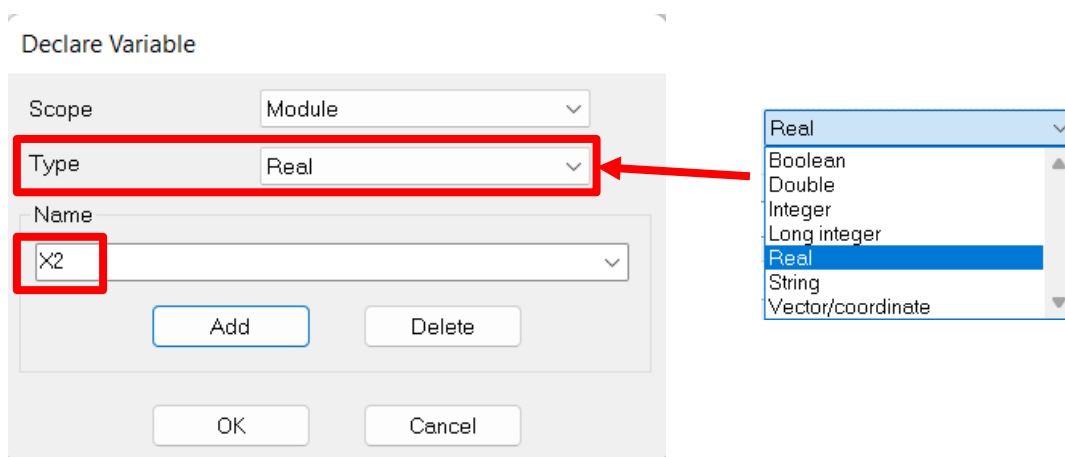 Declare Variable
Scope Module
Type Real
Name
X2
Add Delete
OK Cancel
Real
Boolean
Double
Integer
Long integer
Real
String
Vector/coordinate